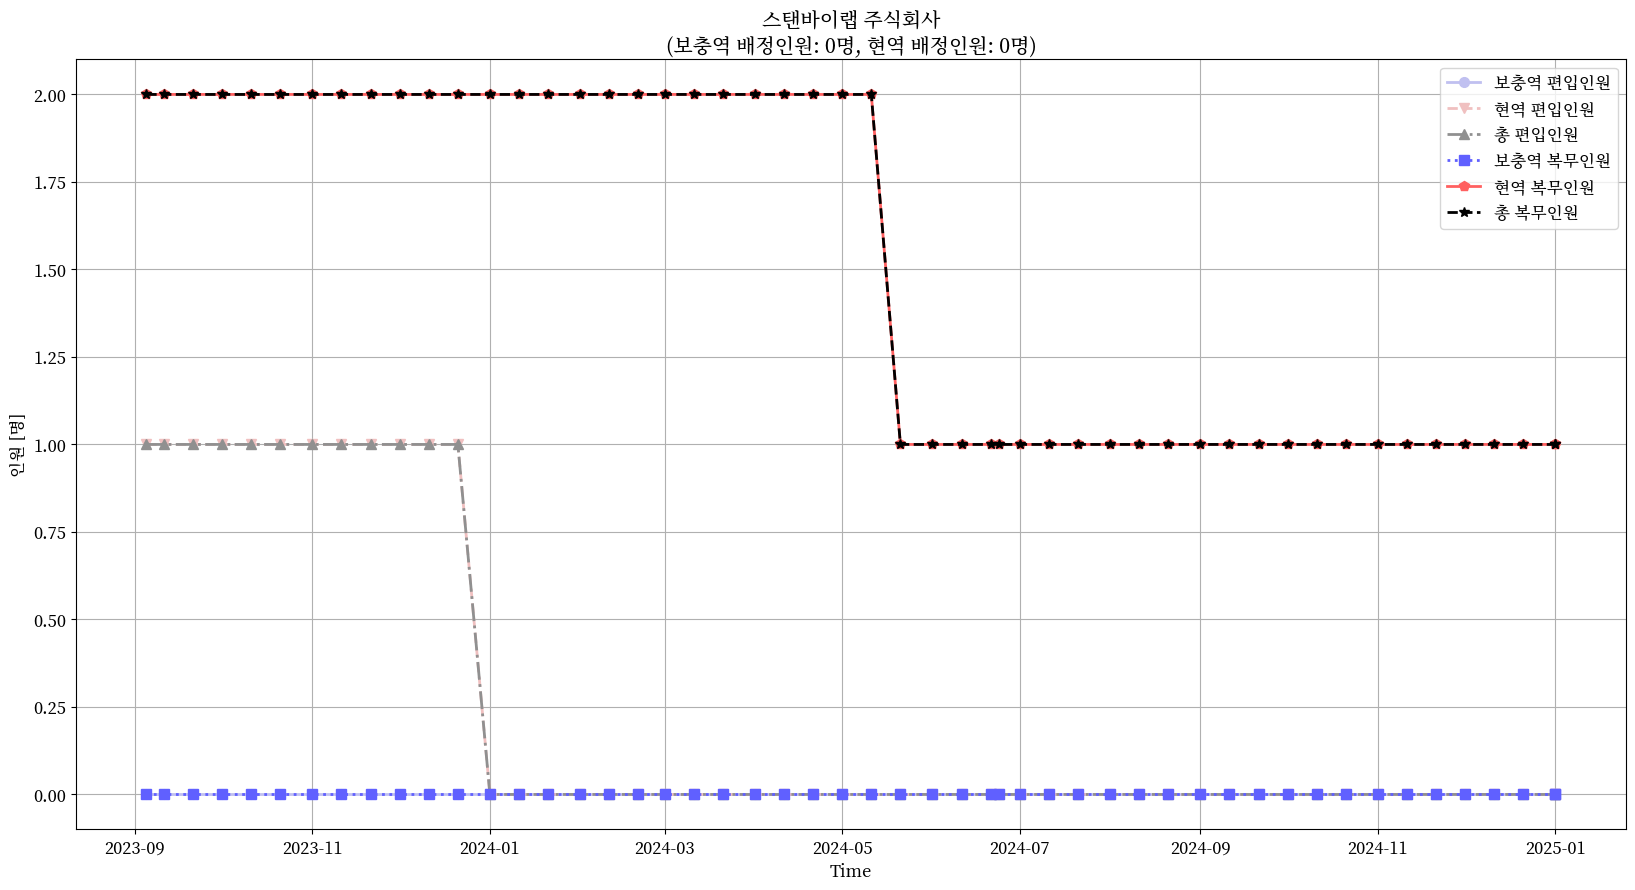 스탠바이랩 주식회사
(보충역 배정인원: 0명, 현역 배정인원: 0명)
보충역 편입인원
현역 편입인원
총 편입인원
보충역 복무인원
현역 복무인원
총 복무인원
2.00
1.75
1.50
1.25
1.00
0.75
0.50
0.25
0.00
인원 [명]
2023-09 2023-11 2024-01 2024-03 2024-05 2024-07 2024-09 2024-11 2025-01
Time